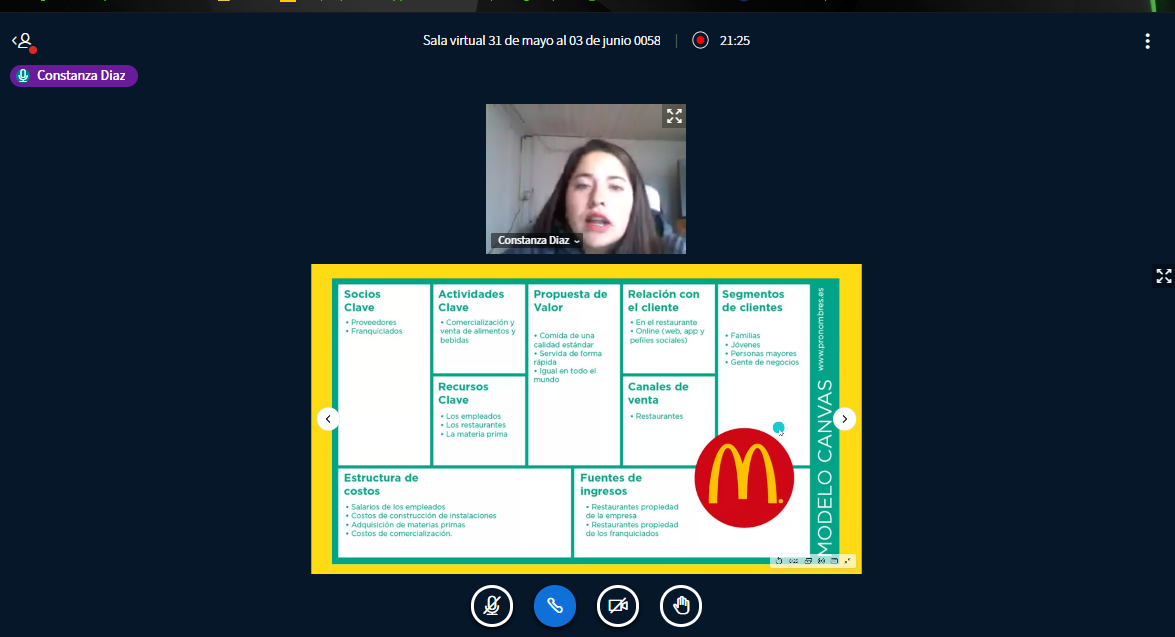 Sala virtual 31 de mayo al 03 de junio 0058
21:25
Constanza Diaz
Constanza Diaz
Socios
Clave
• Proveedores
• Franquiciados
Actividades
Clave
• Comercialización y
venta de alimentos y
bebidas
Recursos
Clave
• Los empleados
• Los restaurantes
• La materia prima
Propuesta de
Valor
• Comida de una
calidad estándar
• Servida de forma
rápida
• Igual en todo el
mundo
Relación con
el cliente
• En el restaurante
• Online (web, app y
pefiles sociales)
Canales de
venta
• Restaurantes
Segmentos
de clientes
• Familias
• Jóvenes
• Personas mayores
• Gente de negocios
Estructura de
costos
• Salarios de los empleados
• Costos de construcción de instalaciones
• Adquisición de materias primas
• Costos de comercialización.
Fuentes de
ingresos
• Restaurantes propiedad
de la empresa
• Restaurantes propiedad
de los franquiciados
MODELO CANVAS www.pronombres.es